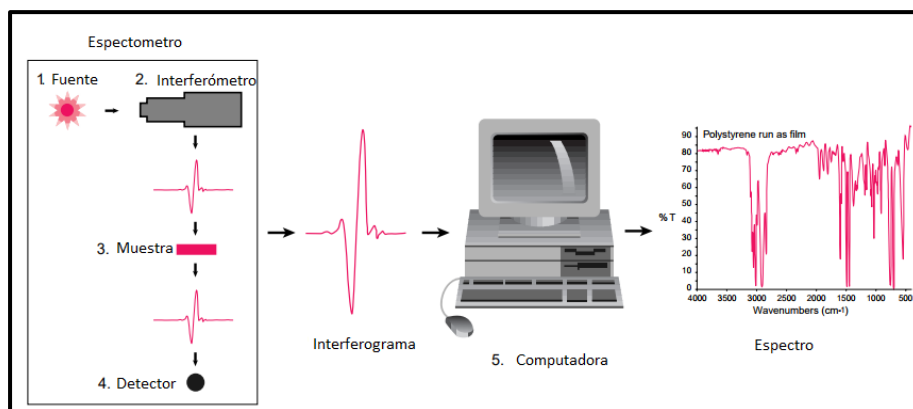 Espectometro
1. Fuente
2. Interferómetro
3. Muestra
4. Detector
Interferograma
5. Computadora
Polystyrene run as film
% T
90
80
70
60
50
40
30
20
10
0
4000 3500 3000 2500 2000 1500 1000 500
Wavenumbers (cm-1)
Espectro